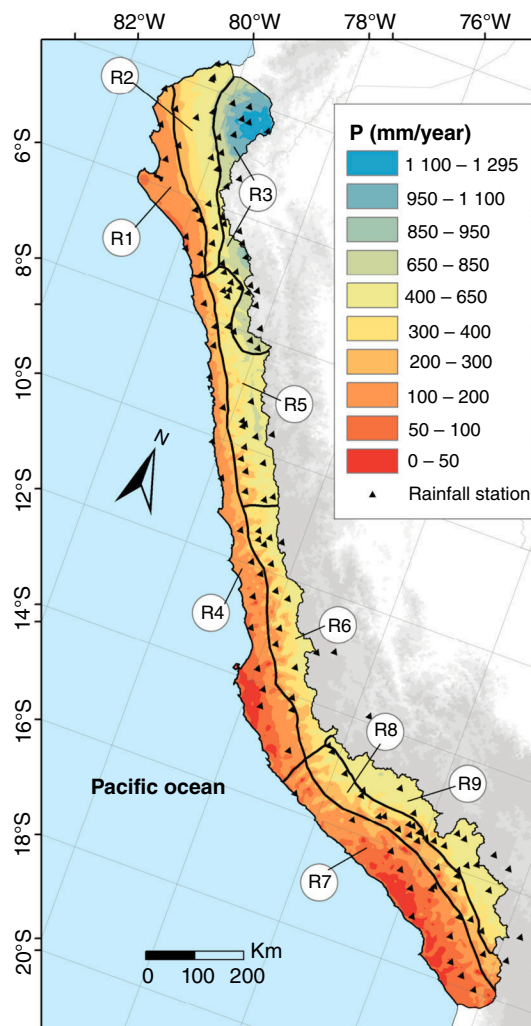 82°W
80°W
78°W
76°W
6°S
8°S
10°S
12°S
14°S
16°S
18°S
20°S
R2
R3
R1
R5
R4
R6
R8
R9
R7
P (mm/year)
1 100 – 1 295
950 – 1 100
850 – 950
650 – 850
400 – 650
300 – 400
200 – 300
100 – 200
50 – 100
0 – 50
Rainfall station
N
Pacific ocean
Km
0 100 200